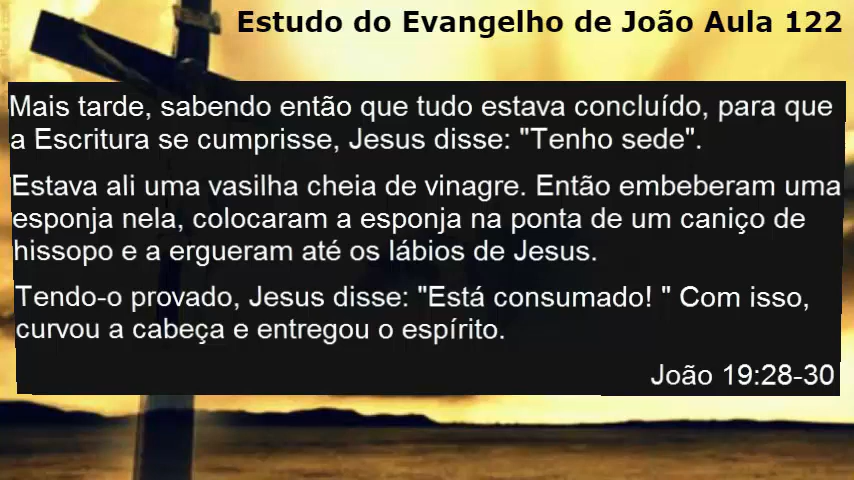 Estudo do Evangelho de João Aula 122
Mais tarde, sabendo então que tudo estava concluído, para que
a Escritura se cumprisse, Jesus disse: "Tenho sede".
Estava ali uma vasilha cheia de vinagre. Então embeberam uma
esponja nela, colocaram a esponja na ponta de um caniço de
hissopo e a ergueram até os lábios de Jesus.
Tendo-o provado, Jesus disse: "Está consumado! " Com isso,
curvou a cabeça e entregou o espírito.
João 19:28-30